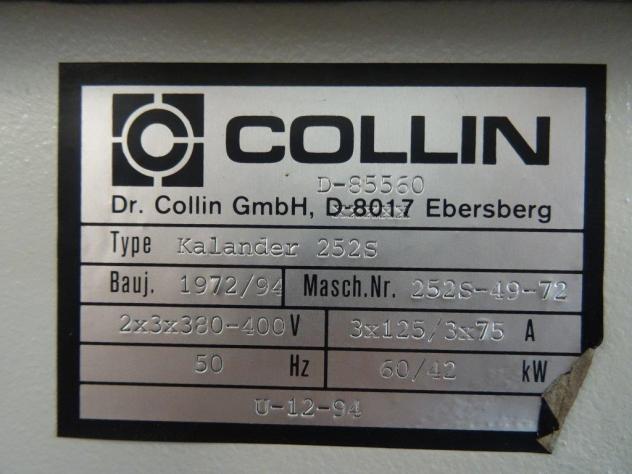 COLLIN
D-85560
Dr. Collin GmbH, D-8017 Ebersberg
Type Kalander 252S
Bauj. 1972/94 Masch.Nr. 252S-49-72
2x3x380-400 V 3x125/3x75 A
50 Hz 60/42 kW
U-12-94